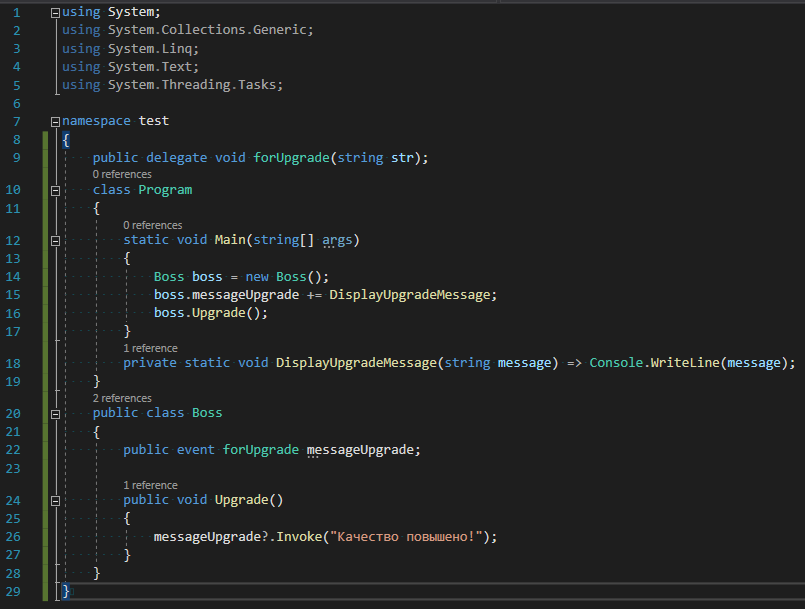 1 using System;
2 using System.Collections.Generic;
3 using System.Linq;
4 using System.Text;
5 using System.Threading.Tasks;
6
7 namespace test
8 {
9 public delegate void forUpgrade(string str);
0 references
10 class Program
11 {
0 references
12 static void Main(string[] args)
13 {
14 Boss boss = new Boss();
15 boss.messageUpgrade += DisplayUpgradeMessage;
16 boss.Upgrade();
17 }
1 reference
18 private static void DisplayUpgradeMessage(string message) => Console.WriteLine(message);
19 }
2 references
20 public class Boss
21 {
22 public event forUpgrade messageUpgrade;
23
1 reference
24 public void Upgrade()
25 {
26 messageUpgrade?.Invoke("Качество повышено!");
27 }
28 }
29 }